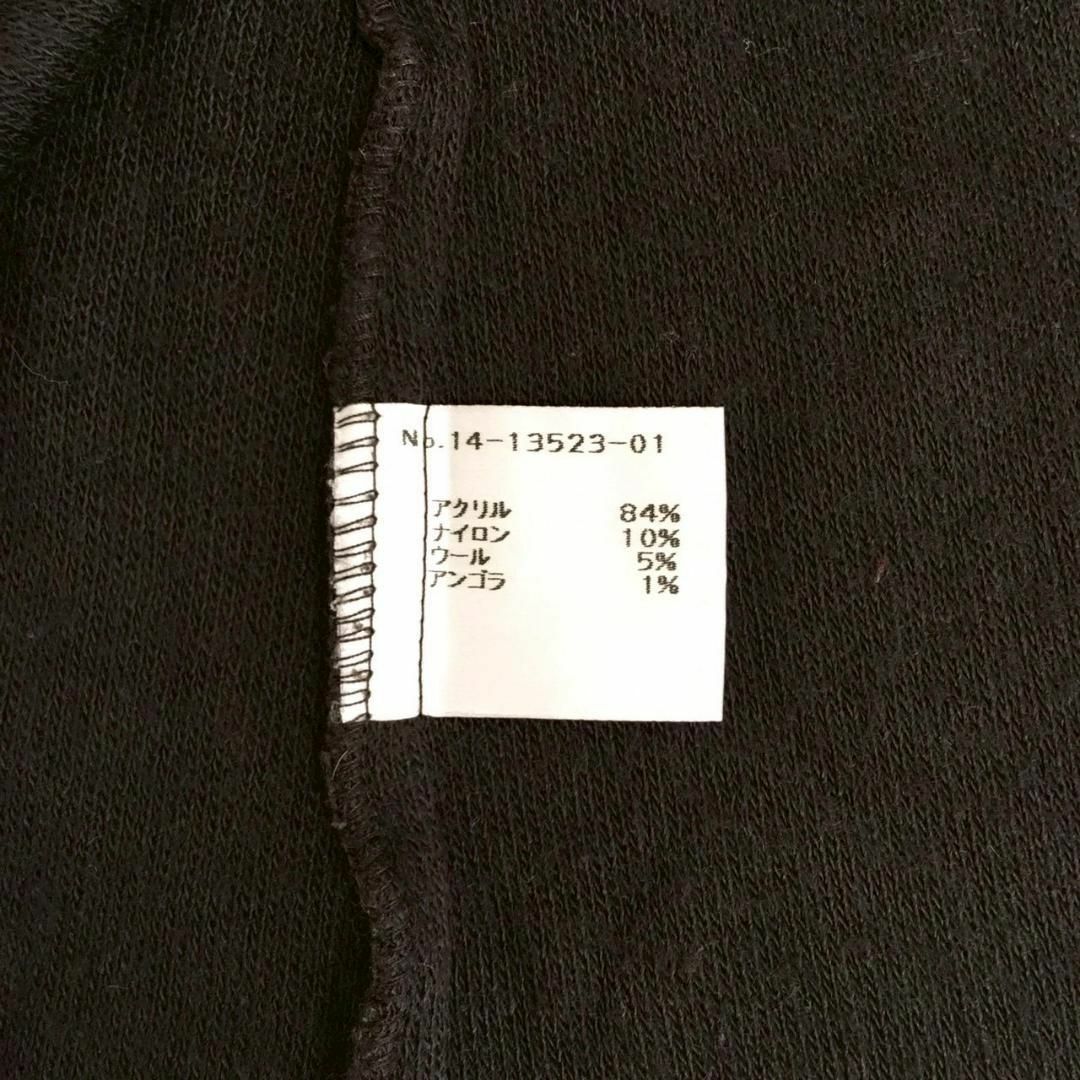 No.14-13523-01
アクリル 84%
ナイロン 10%
ウール 5%
アンゴラ 1%